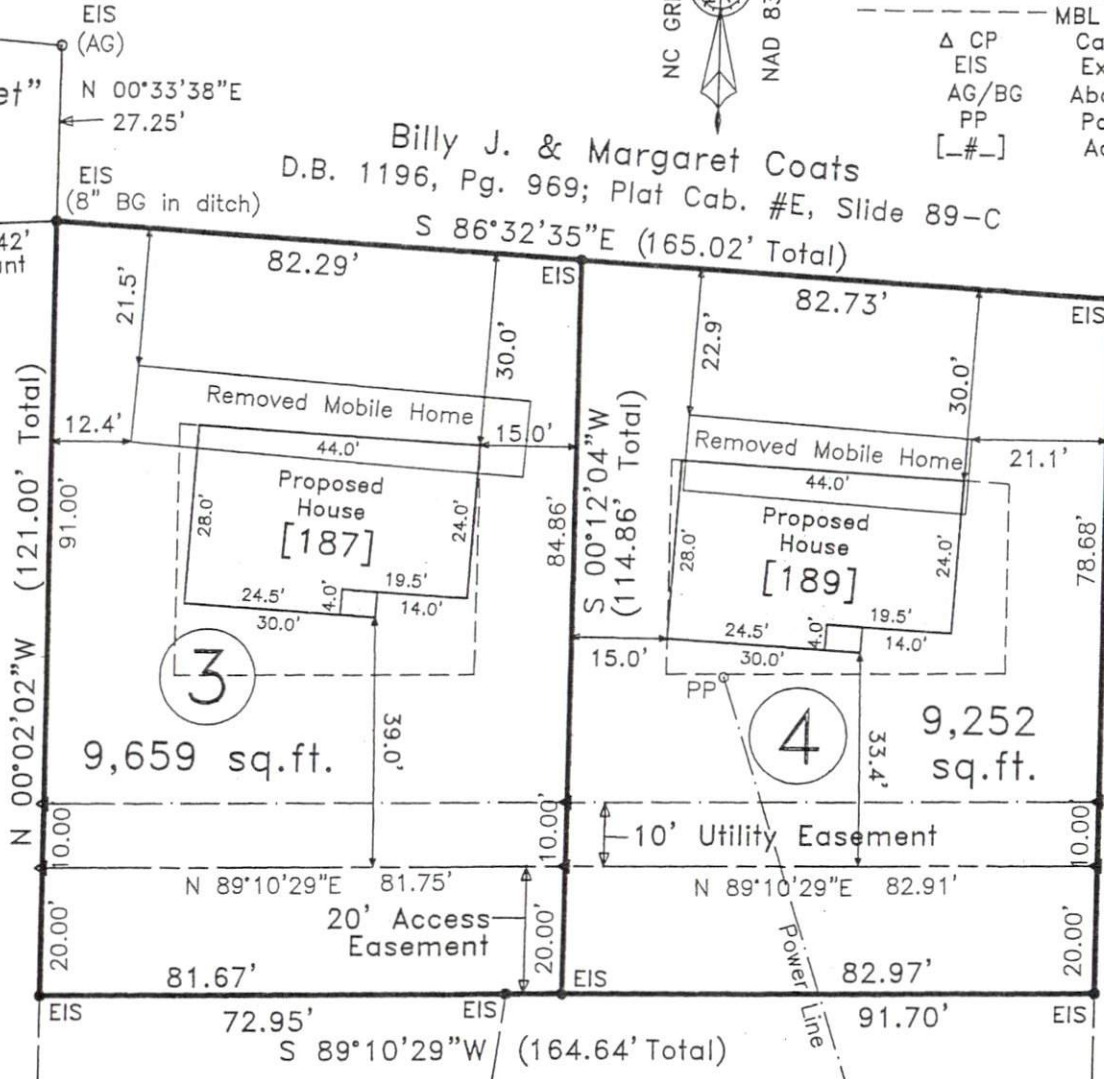 EIS
(AG)
N 00°33'38"E
27.25'
EIS
(8" BG in ditch)
NAD 83
MBL
Δ CP
EIS
AG/BG
PP
[_#_]
Billy J. & Margaret Coats
D.B. 1196, Pg. 969; Plat Cab. #E, Slide 89-C
S 86°32'35"E (165.02' Total)
82.29'
EIS
82.73'
EIS
21.5'
30.0'
22.9'
30.0'
Removed Mobile Home
Removed Mobile Home
12.4'
15.0'
21.1'
44.0'
44.0'
N 00°02'02"W (121.00' Total)
91.00'
84.86'
S 00°12'04"W
(114.86' Total)
78.68'
Proposed
House
[187]
28.0'
24.0'
24.5'
4.0'
19.5'
30.0'
14.0'
Proposed
House
[189]
28.0'
24.0'
24.5'
4.0'
19.5'
30.0'
14.0'
15.0'
PP
3
9,659 sq.ft.
39.0'
4
9,252
sq.ft.
33.4'
10.00'
10.00'
10' Utility Easement
10.00'
N 89°10'29"E 81.75'
N 89°10'29"E 82.91'
20' Access
Easement
20.00'
20.00'
20.00'
Power Line
81.67'
82.97'
EIS
EIS
EIS
EIS
72.95'
91.70'
S 89°10'29"W (164.64' Total)